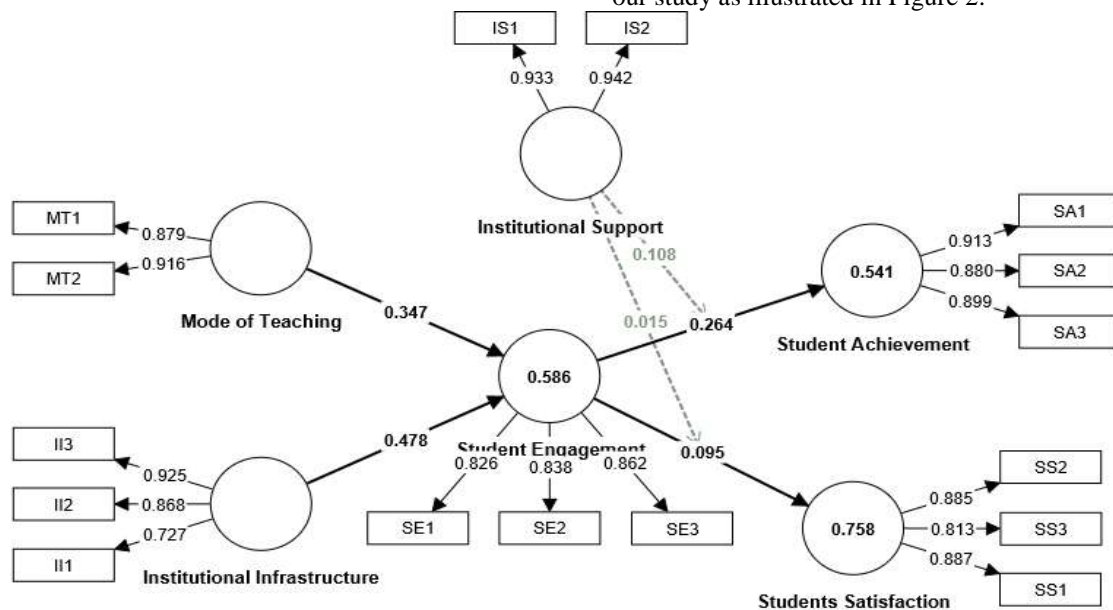 our study as illustrated in Figure 2.
IS1
IS2
0.933
0.942
Institutional Support
MT1
0.879
MT2
0.916
Mode of Teaching
0.347
0.108
0.015
0.264
0.541
Student Achievement
SA1
0.913
SA2
0.880
SA3
0.899
0.586
Student Engagement
0.478
0.095
0.826
0.838
0.862
SE1
SE2
SE3
II3
0.925
II2
0.868
II1
0.727
Institutional Infrastructure
0.758
Students Satisfaction
SS2
0.885
SS3
0.813
SS1
0.887